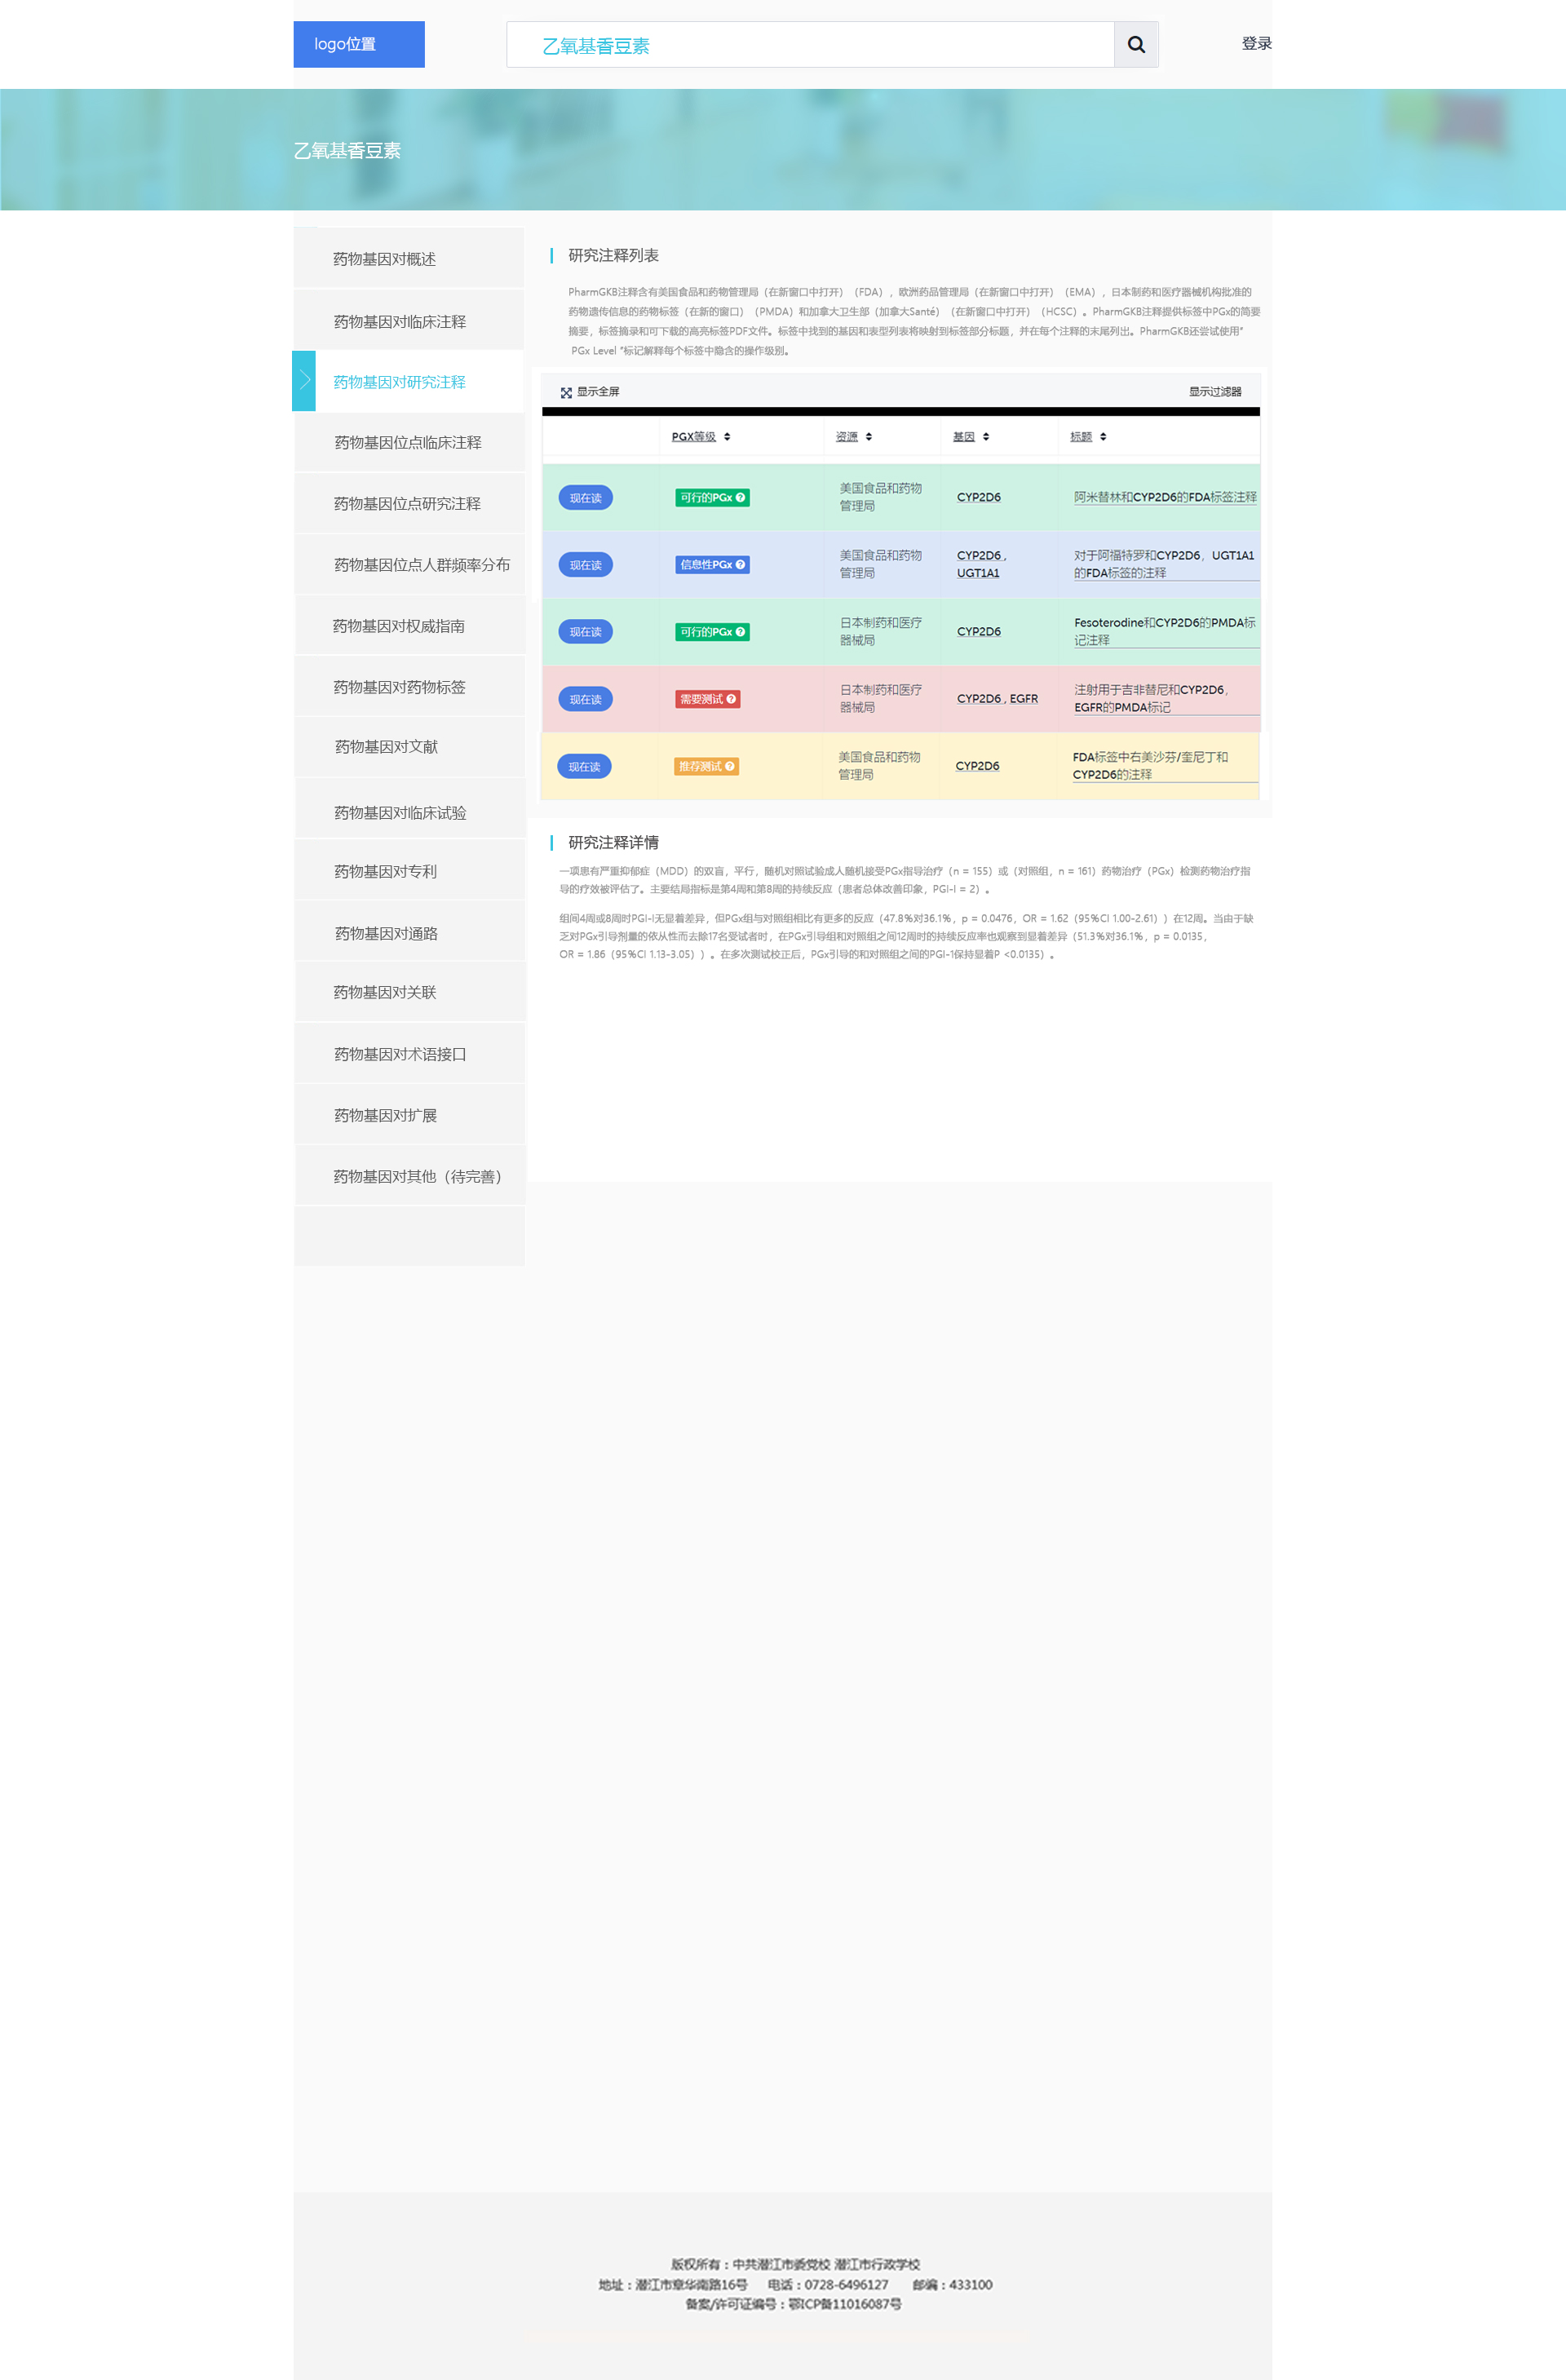 logo位置
乙氧基香豆素
登录
乙氧基香豆素
药物基因对概述
药物基因对临床注释
药物基因对研究注释
药物基因位点临床注释
药物基因位点研究注释
药物基因位点人群频率分布
药物基因对权威指南
药物基因对药物标签
药物基因对文献
药物基因对临床试验
药物基因对专利
药物基因对通路
药物基因对关联
药物基因对术语接口
药物基因对扩展
药物基因对其他（待完善）
研究注释列表
PharmGKB注释含有美国食品和药物管理局（在新窗口中打开）（FDA），欧洲药品管理局（在新窗口中打开）（EMA），日本制药和医疗器械机构批准的
药物遗传信息的药物标签（在新的窗口）（PMDA）和加拿大卫生部（加拿大Santé）（在新窗口中打开）（HCSC）。PharmGKB注释提供标签中PGx的简要
摘要，标签摘录和可下载的高亮标签PDF文件。标签中找到的基因和表型列表将映射到标签部分标题，并在每个注释的末尾列出。PharmGKB还尝试使用“
PGx Level ”标记解释每个标签中隐含的操作级别。
显示全屏 显示过滤器
PGX等级 资源 基因 标题
现在读 可行的PGx 美国食品和药物 CYP2D6 阿米替林和CYP2D6的FDA标签注释
管理局
现在读 信息性PGx 美国食品和药物 CYP2D6 , 对于阿福特罗和CYP2D6，UGT1A1
管理局 UGT1A1 的FDA标签的注释
现在读 可行的PGx 日本制药和医疗 CYP2D6 Fesoterodine和CYP2D6的PMDA标
器械局 记注释
现在读 需要测试 日本制药和医疗 CYP2D6 , EGFR 注射用于吉非替尼和CYP2D6，
器械局 EGFR的PMDA标记
现在读 推荐测试 美国食品和药物 CYP2D6 FDA标签中右美沙芬/奎尼丁和
管理局 CYP2D6的注释
研究注释详情
一项患有严重抑郁症（MDD）的双盲，平行，随机对照试验成人随机接受PGx指导治疗（n = 155）或（对照组，n = 161）药物治疗（PGx）检测药物治疗指
导的疗效被评估了。主要结局指标是第4周和第8周的持续反应（患者总体改善印象，PGI-I = 2）。
组间4周或8周时PGI-I无显着差异，但PGx组与对照组相比有更多的反应（47.8%对36.1%，p = 0.0476，OR = 1.62（95%CI 1.00-2.61））在12周。当由于缺
乏对PGx引导剂量的依从性而去除17名受试者时，在PGx引导组和对照组之间12周时的持续反应率也观察到显着差异（51.3%对36.1%，p = 0.0135，
OR = 1.86（95%CI 1.13-3.05））。在多次测试校正后，PGx引导的和对照组之间的PGI-1保持显着P <0.0135）。
版权所有：中共潜江市委党校 潜江市行政学校
地址：潜江市章华南路16号 电话：0728-6496127 邮编：433100
备案/许可证编号：鄂ICP备11016087号